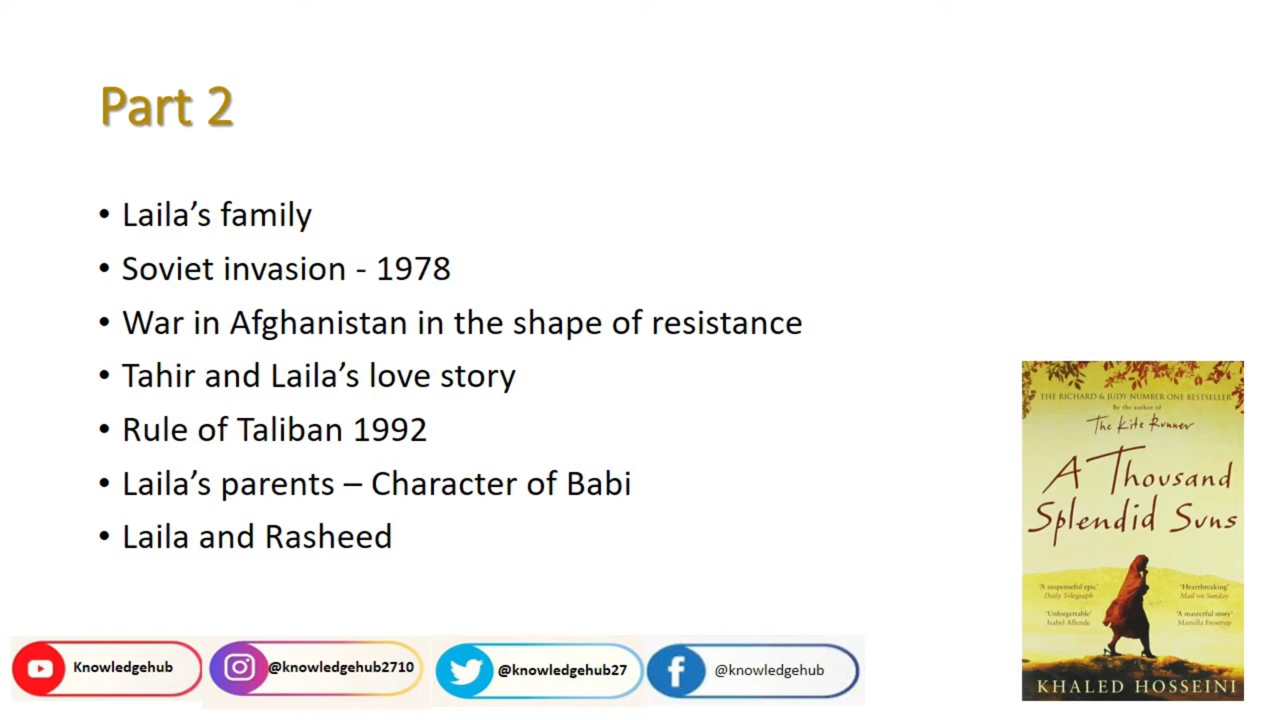 Part 2
• Laila's family
• Soviet invasion - 1978
• War in Afghanistan in the shape of resistance
• Tahir and Laila's love story
• Rule of Taliban 1992
• Laila's parents – Character of Babi
• Laila and Rasheed
THE RICHARD & JUDY NUMBER ONE BESTSELLER
By the author of
The Kite Runner
A Thousand
Splendid Suns
'A suspenseful epic'
Daily Telegraph
'Heartbreaking'
Mail on Sunday
'Unforgettable'
Isabel Allende
'A masterful story'
Mariella Frostrup
KHALED HOSSEINI
Knowledgehub
@knowledgehub2710
@knowledgehub27
@knowledgehub